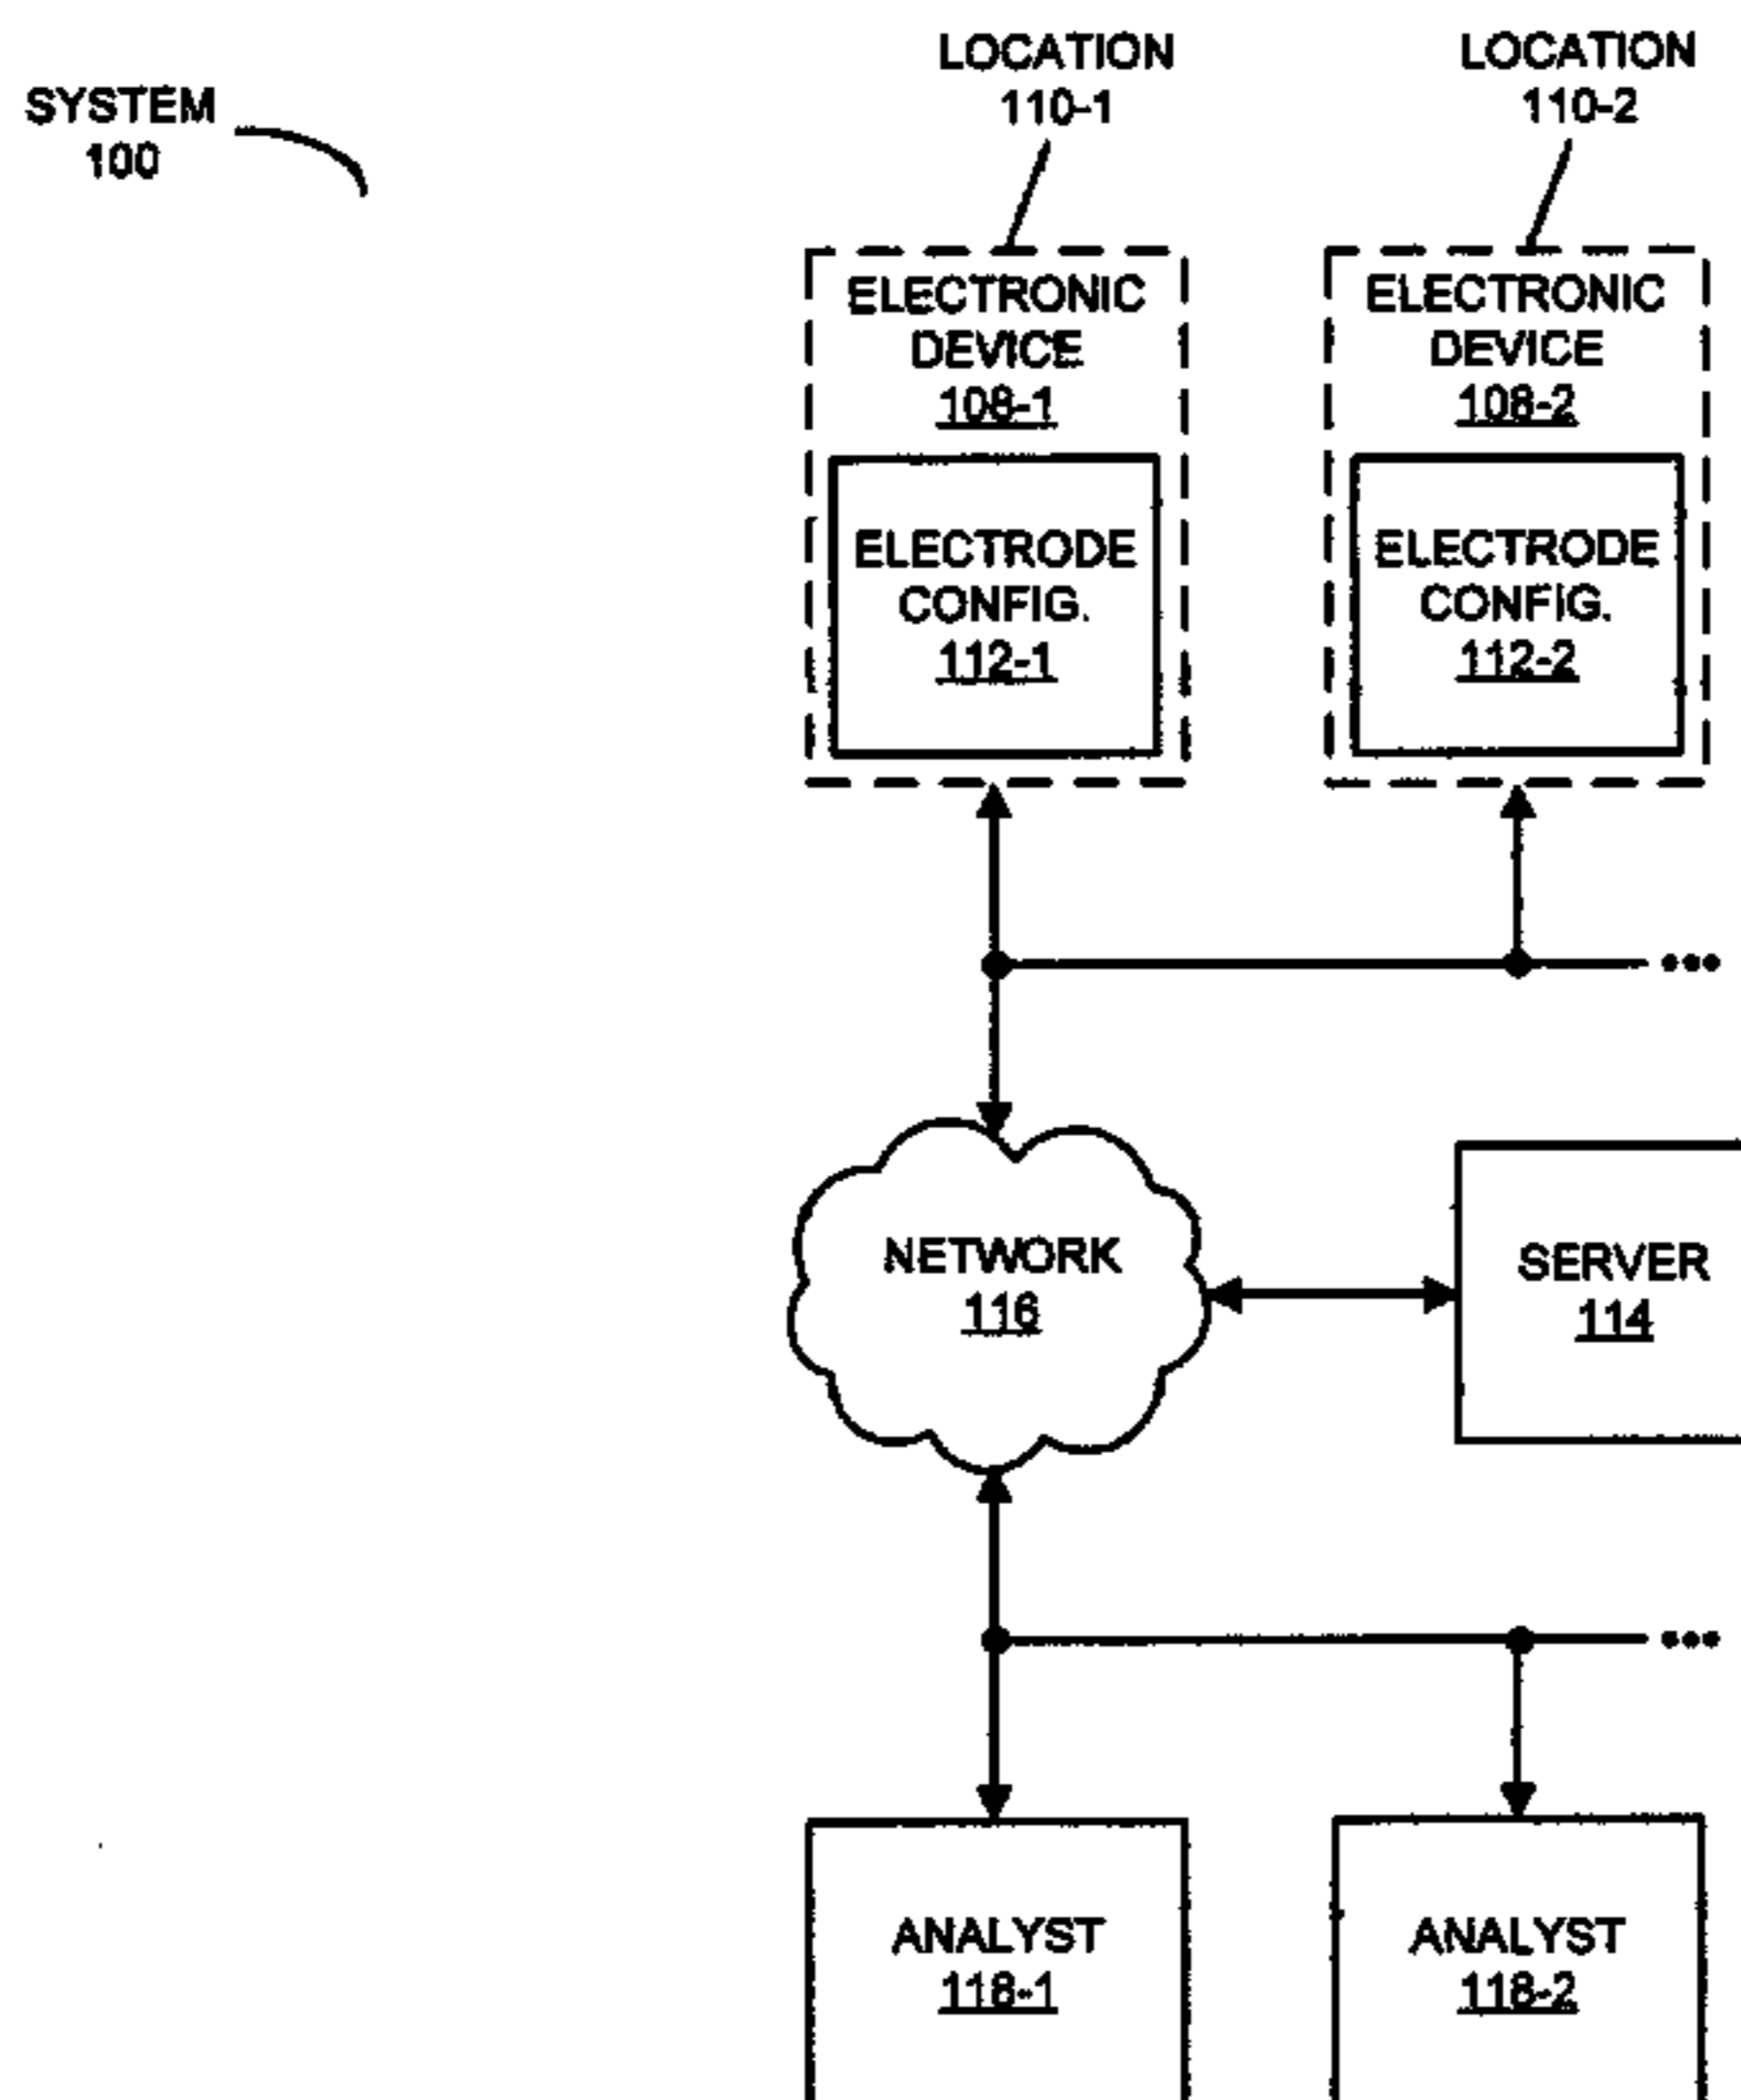 SYSTEM
100
LOCATION
110-1
LOCATION
110-2
ELECTRONIC
DEVICE
108-1
ELECTRONIC
DEVICE
108-2
ELECTRODE
CONFIG.
112-1
ELECTRODE
CONFIG.
112-2
•••
NETWORK
116
SERVER
114
•••
ANALYST
118-1
ANALYST
118-2